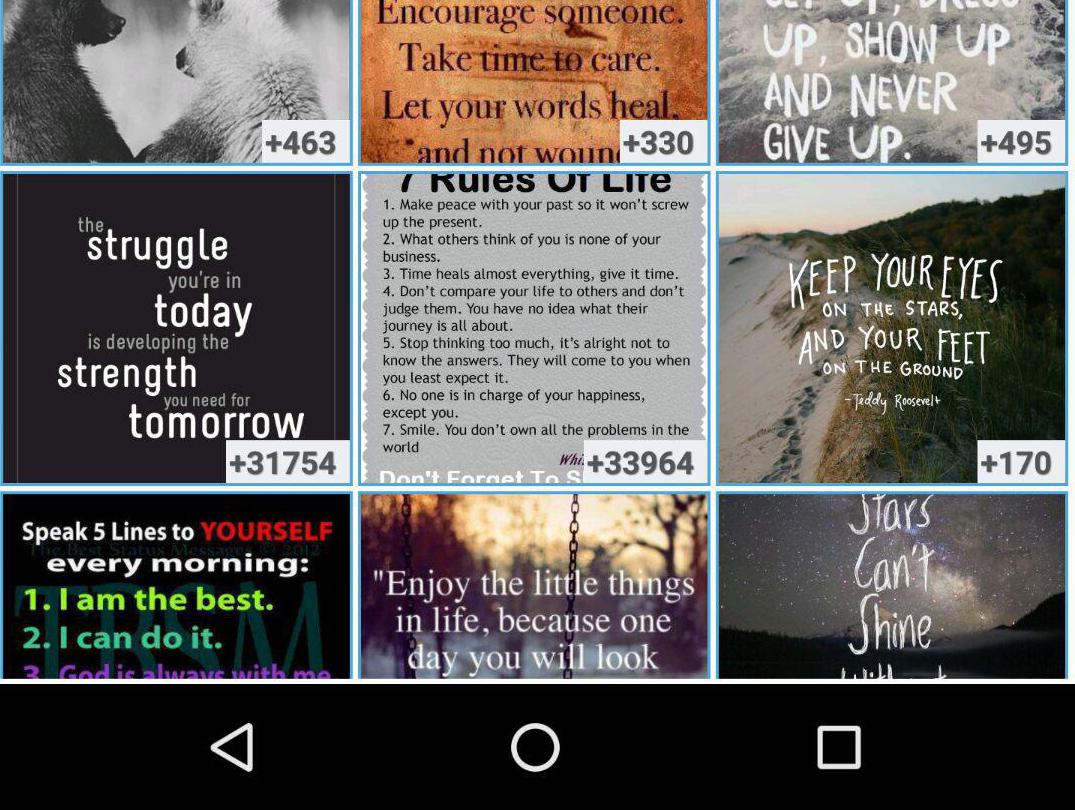 Encourage someone.
Take time to care.
Let your words heal,
and not
UP, SHOW UP
AND NEVER
GIVE UP.
+463
+330
+495
the
struggle
you're in
today
is developing the
strength
you need for
tomorrow
+31754
7 Rules Of Life
1. Make peace with your past so it won't screw
up the present.
2. What others think of you is none of your
business.
3. Time heals almost everything, give it time.
4. Don't compare your life to others and don't
judge them. You have no idea what their
journey is all about.
5. Stop thinking too much, it's alright not to
know the answers. They will come to you when
you least expect it.
6. No one is in charge of your happiness,
except you.
7. Smile. You don't own all the problems in the
world
Don't Forget To
+33964
KEEP YOUR EYES
ON THE STARS,
AND YOUR FEET
ON THE GROUND
-Teddy Roosevelt
+170
Speak 5 Lines to YOURSELF
The Best Status Message © 2012
every morning:
TBSM
1. I am the best.
2. I can do it.
3. God is always with me
"Enjoy the little things
in life, because one
day you will look
Stars
Can't
Shine